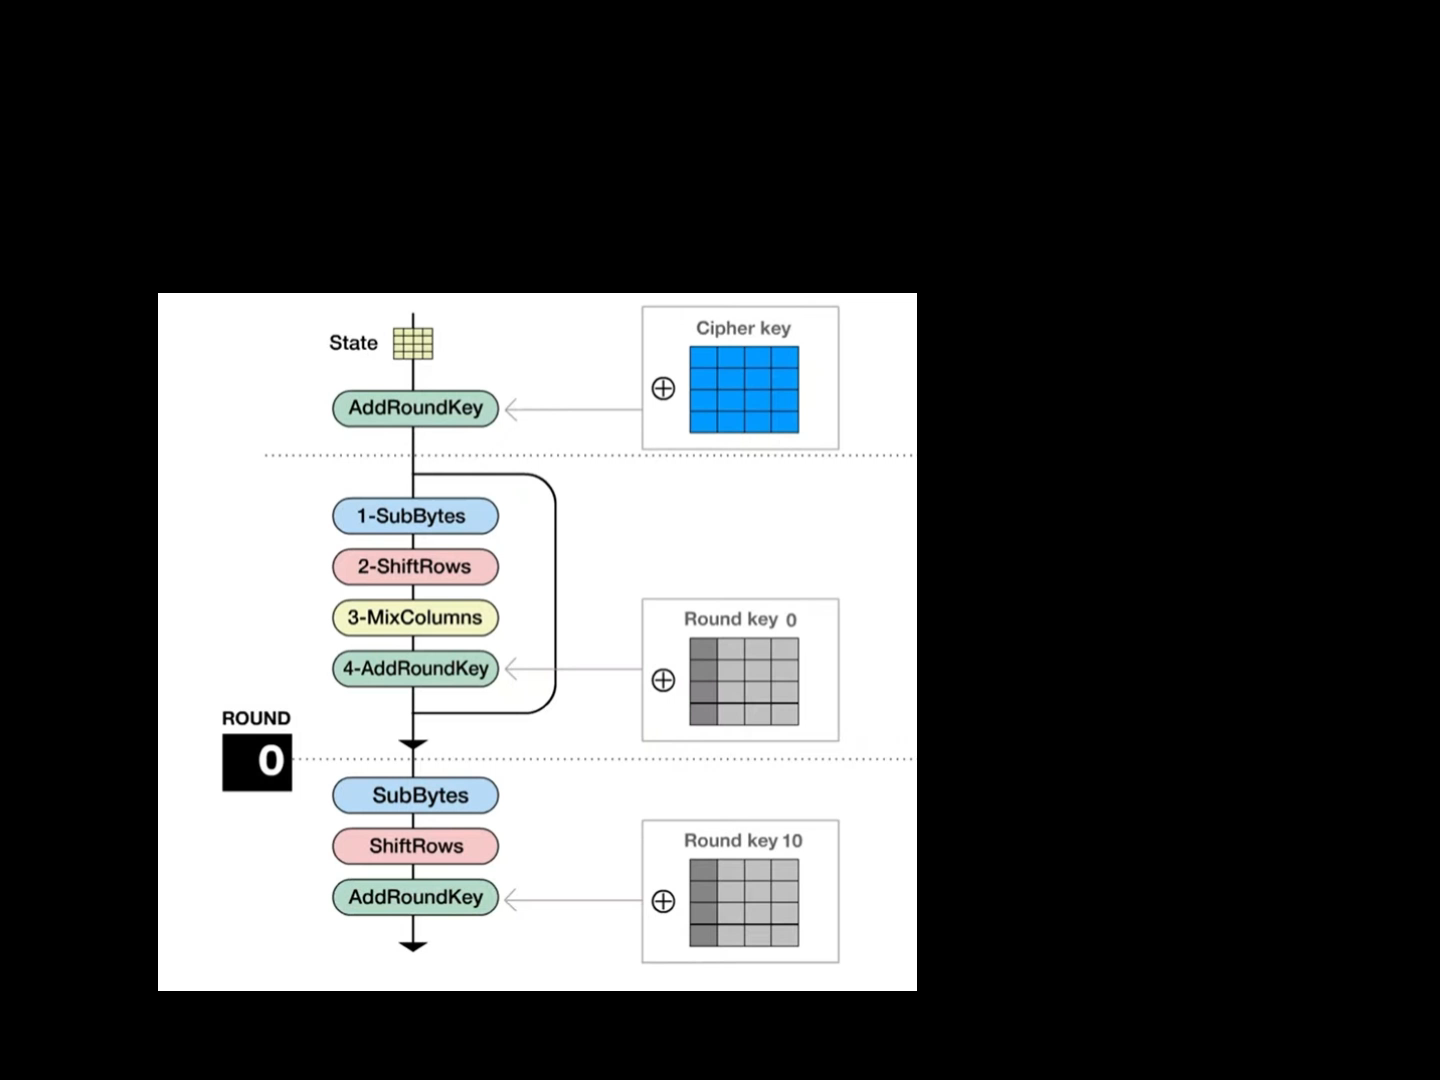 Cipher key
State
AddRoundKey
1-SubBytes
2-ShiftRows
3-MixColumns
Round key 0
4-AddRoundKey
ROUND
0
SubBytes
ShiftRows
Round key 10
AddRoundKey